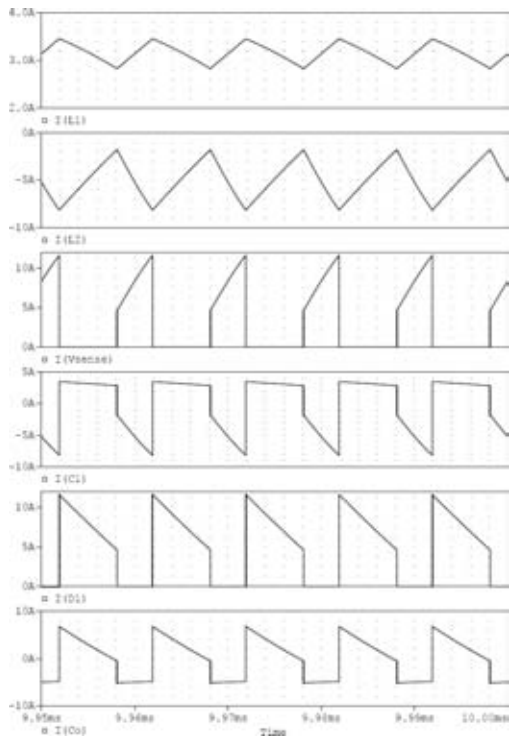 4.0A
3.0A
2.0A
I(L1)
0A
-5A
-10A
I(L2)
10A
5A
0A
I(Vsense)
5A
0A
-5A
-10A
I(C1)
10A
5A
0A
I(D1)
10A
0A
-10A
9.95ms 9.96ms 9.97ms 9.98ms 9.99ms 10.00ms
I(Co) Time